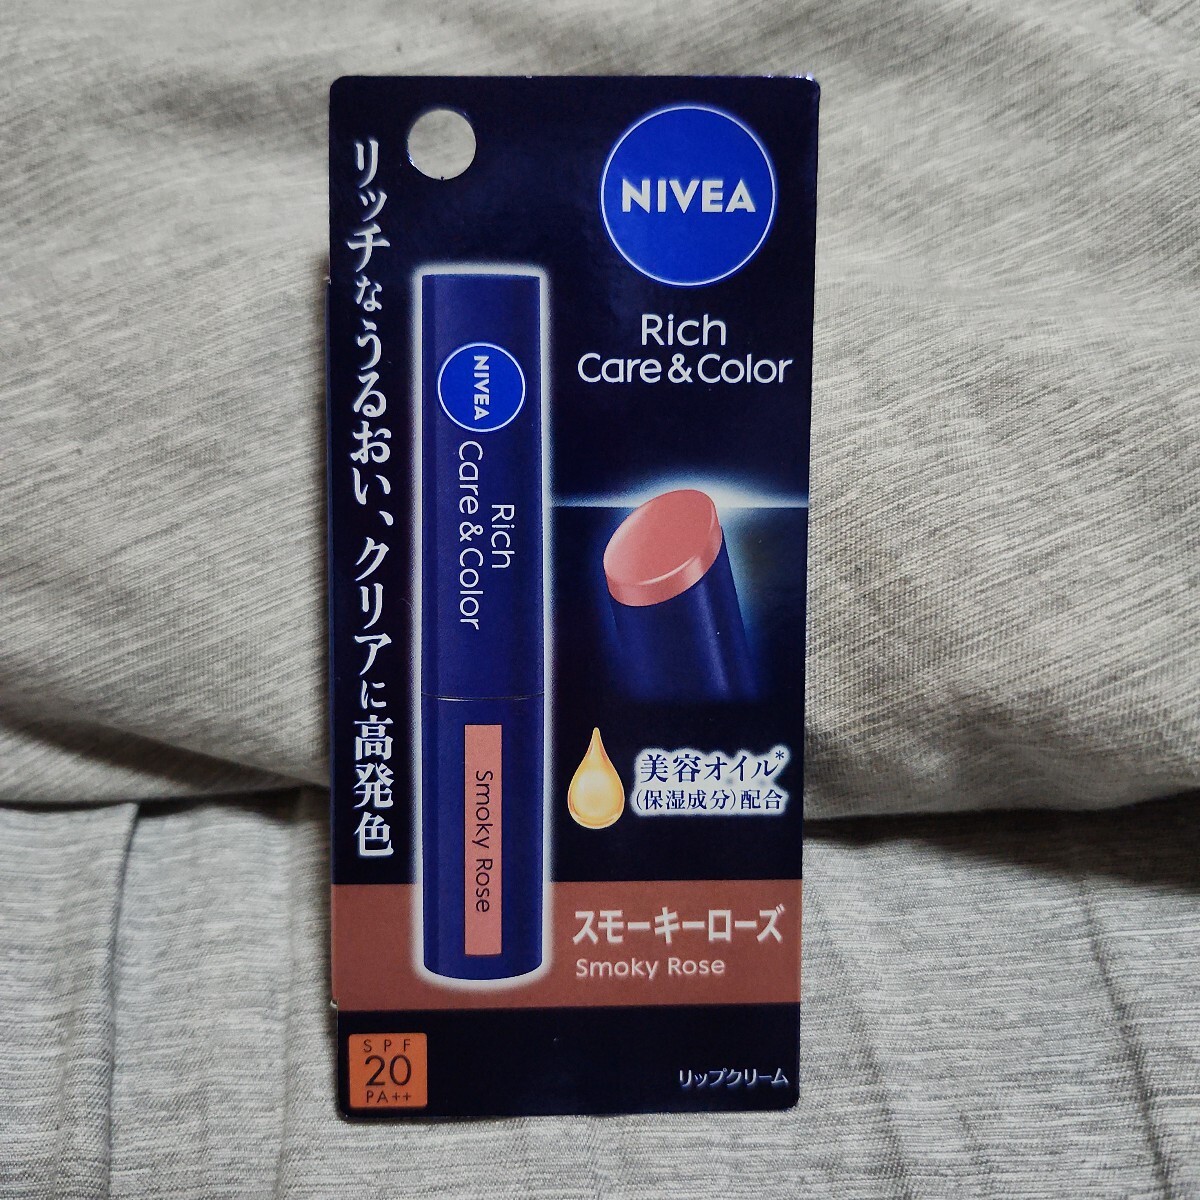 リッチなうるおい、クリアに高発色
NIVEA
Rich
Care & Color
NIVEA
Rich
Care & Color
Smoky Rose
美容オイル*
(保湿成分)配合
スモーキーローズ
Smoky Rose
SPF
20
PA++
リップクリーム